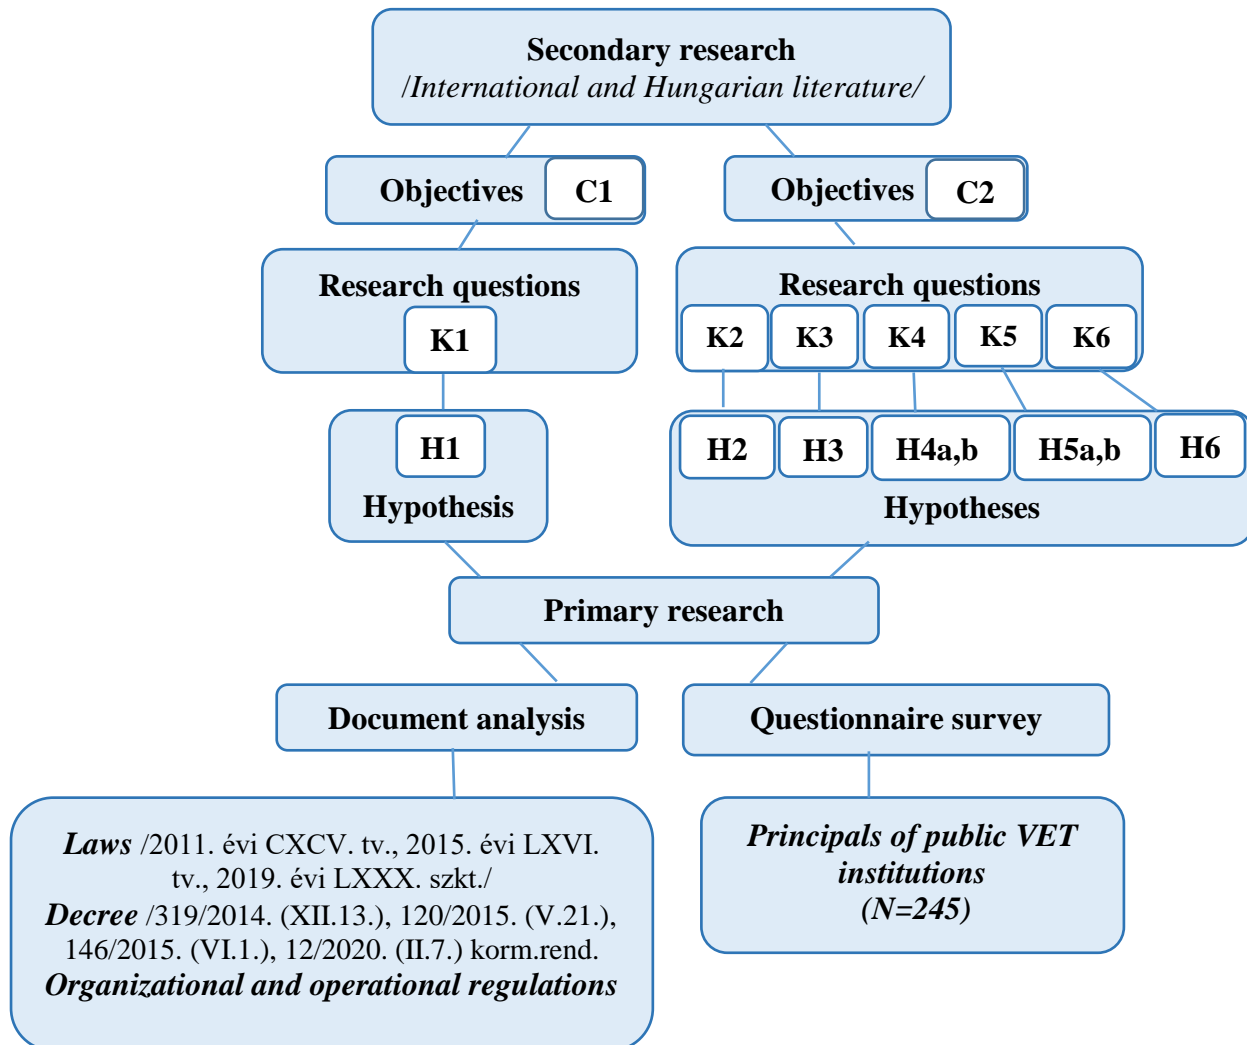 Secondary research
/International and Hungarian literature/
Objectives C1
Objectives C2
Research questions
K1
Research questions
K2 K3 K4 K5 K6
H1
Hypothesis
H2 H3 H4a,b H5a,b H6
Hypotheses
Primary research
Document analysis
Questionnaire survey
Laws /2011. évi CXCV. tv., 2015. évi LXVI.
tv., 2019. évi LXXX. szkt./
Decree /319/2014. (XII.13.), 120/2015. (V.21.),
146/2015. (VI.1.), 12/2020. (II.7.) korm.rend.
Organizational and operational regulations
Principals of public VET
institutions
(N=245)